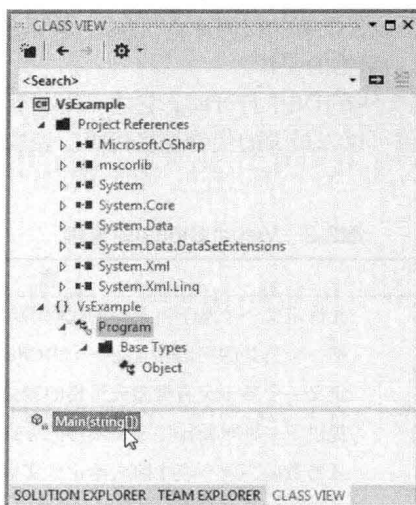 CLASS VIEW
<Search>
C# VsExample
Project References
Microsoft.CSharp
mscorlib
System
System.Core
System.Data
System.Data.DataSetExtensions
System.Xml
System.Xml.Linq
{ } VsExample
Program
Base Types
Object
Main(string[])
SOLUTION EXPLORER TEAM EXPLORER CLASS VIEW